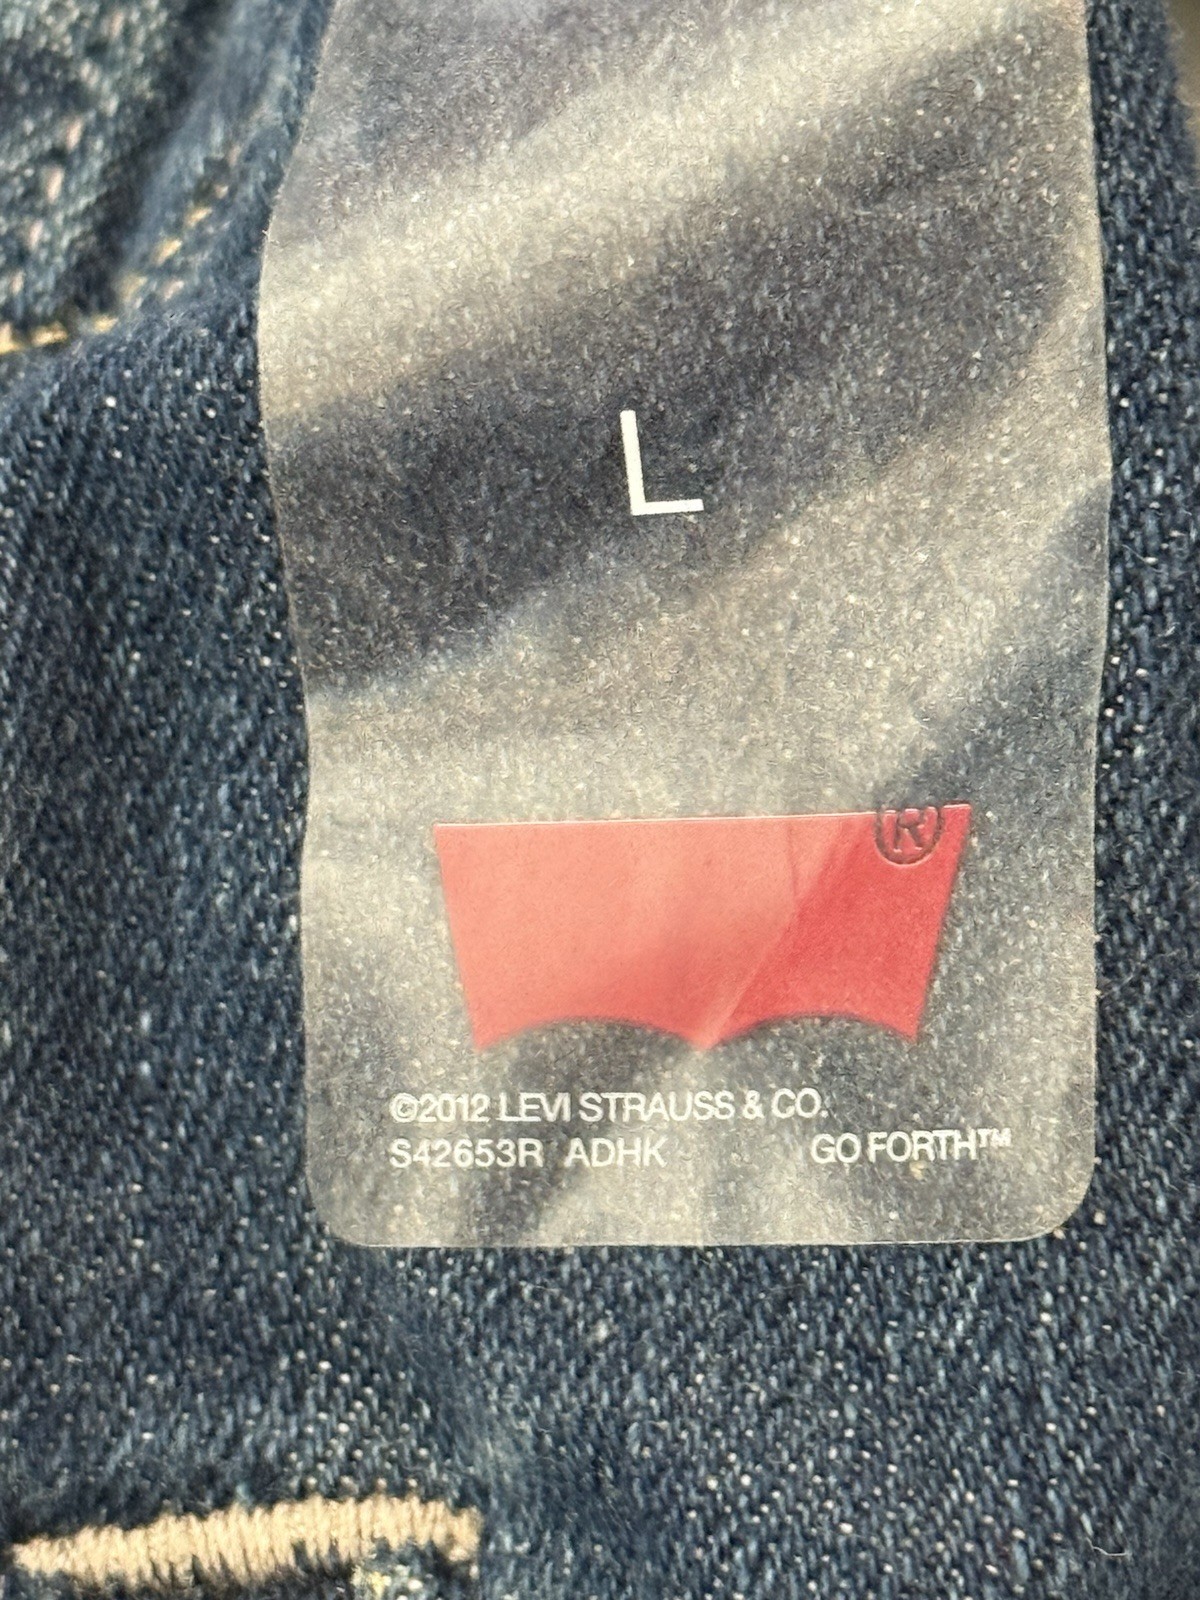 L
®
©2012 LEVI STRAUSS & CO.
S42653R ADHK GO FORTH™